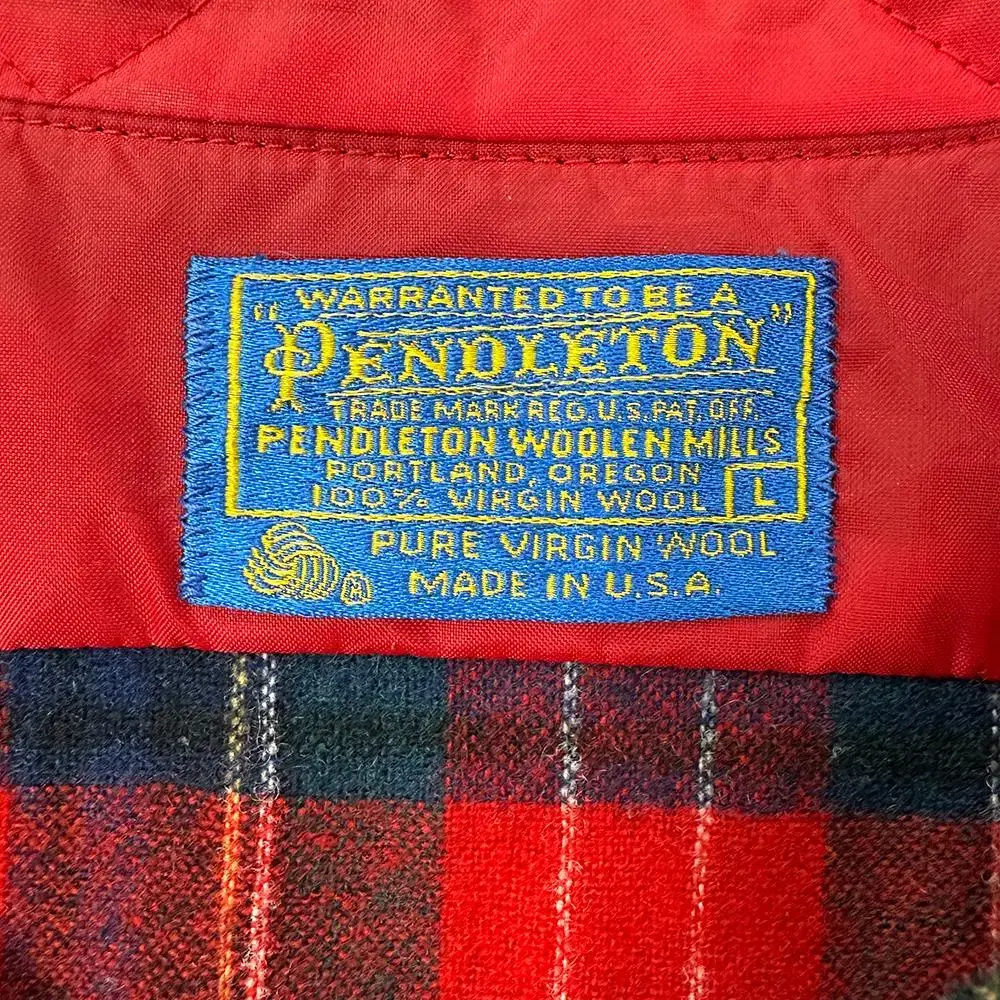 WARRANTED TO BE A
"PENDLETON"
TRADE MARK REG. U.S. PAT. OFF.
PENDLETON WOOLEN MILLS
PORTLAND, OREGON
100% VIRGIN WOOL L
PURE VIRGIN WOOL
MADE IN U.S.A.